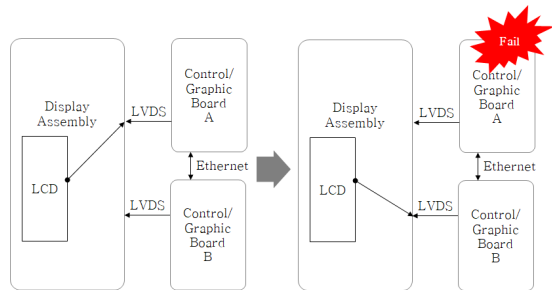 Display
Assembly
LCD
LVDS
Control/
Graphic
Board
A
Ethernet
LVDS
Control/
Graphic
Board
B
Display
Assembly
LCD
LVDS
Fail
Control/
Graphic
Board
A
Ethernet
LVDS
Control/
Graphic
Board
B